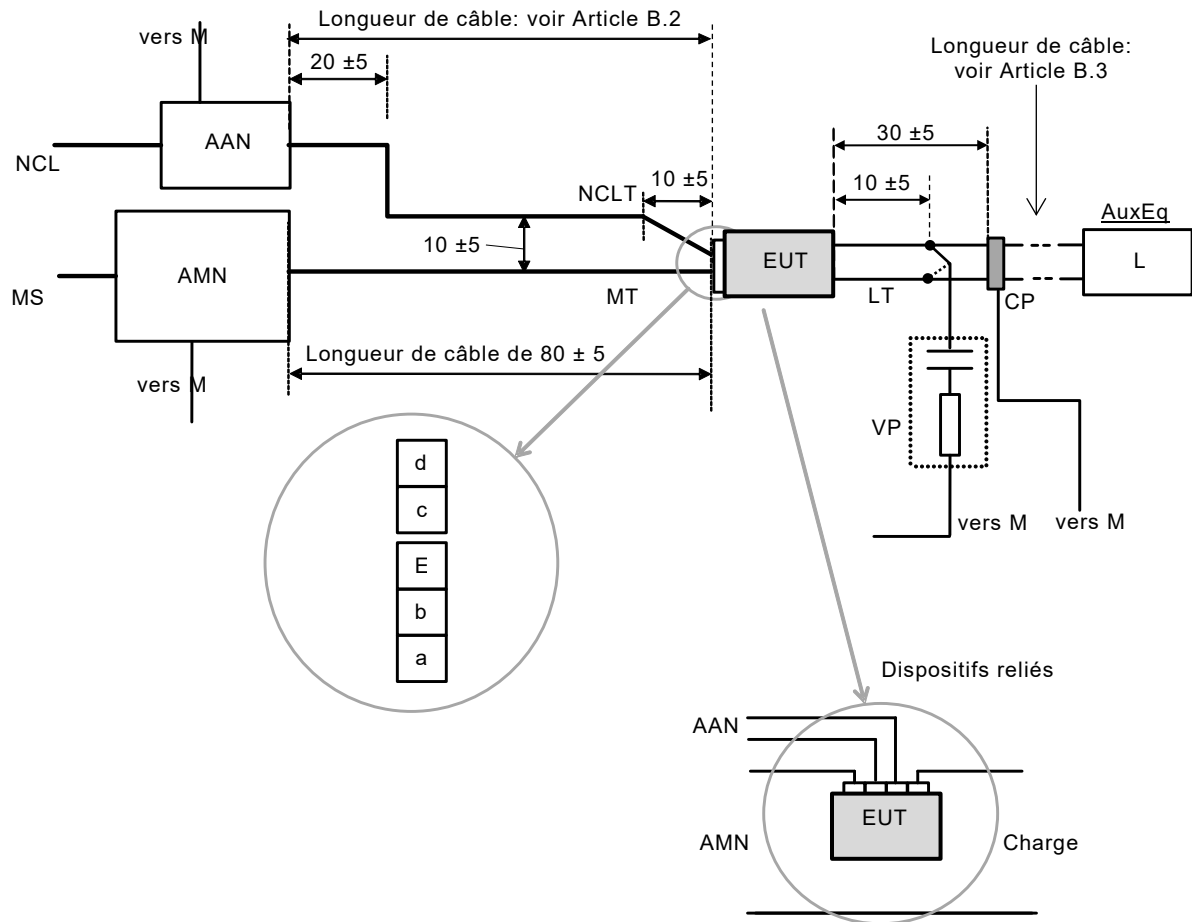 Longueur de câble: voir Article B.2
vers M
20 ±5
Longueur de câble:
voir Article B.3
AAN
NCL
30 ±5
NCLT
10 ±5
10 ±5
AuxEq
10 ±5
EUT
L
AMN
MS
MT
LT
CP
Longueur de câble de 80 ± 5
vers M
VP
d
c
E
b
a
vers M
vers M
Dispositifs reliés
AAN
EUT
AMN
Charge